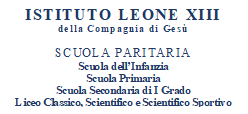 ISTITUTO LEONE XIII
della Compagnia di Gesù
SCUOLA PARITARIA
Scuola dell'Infanzia
Scuola Primaria
Scuola Secondaria di I Grado
Liceo Classico, Scientifico e Scientifico Sportivo